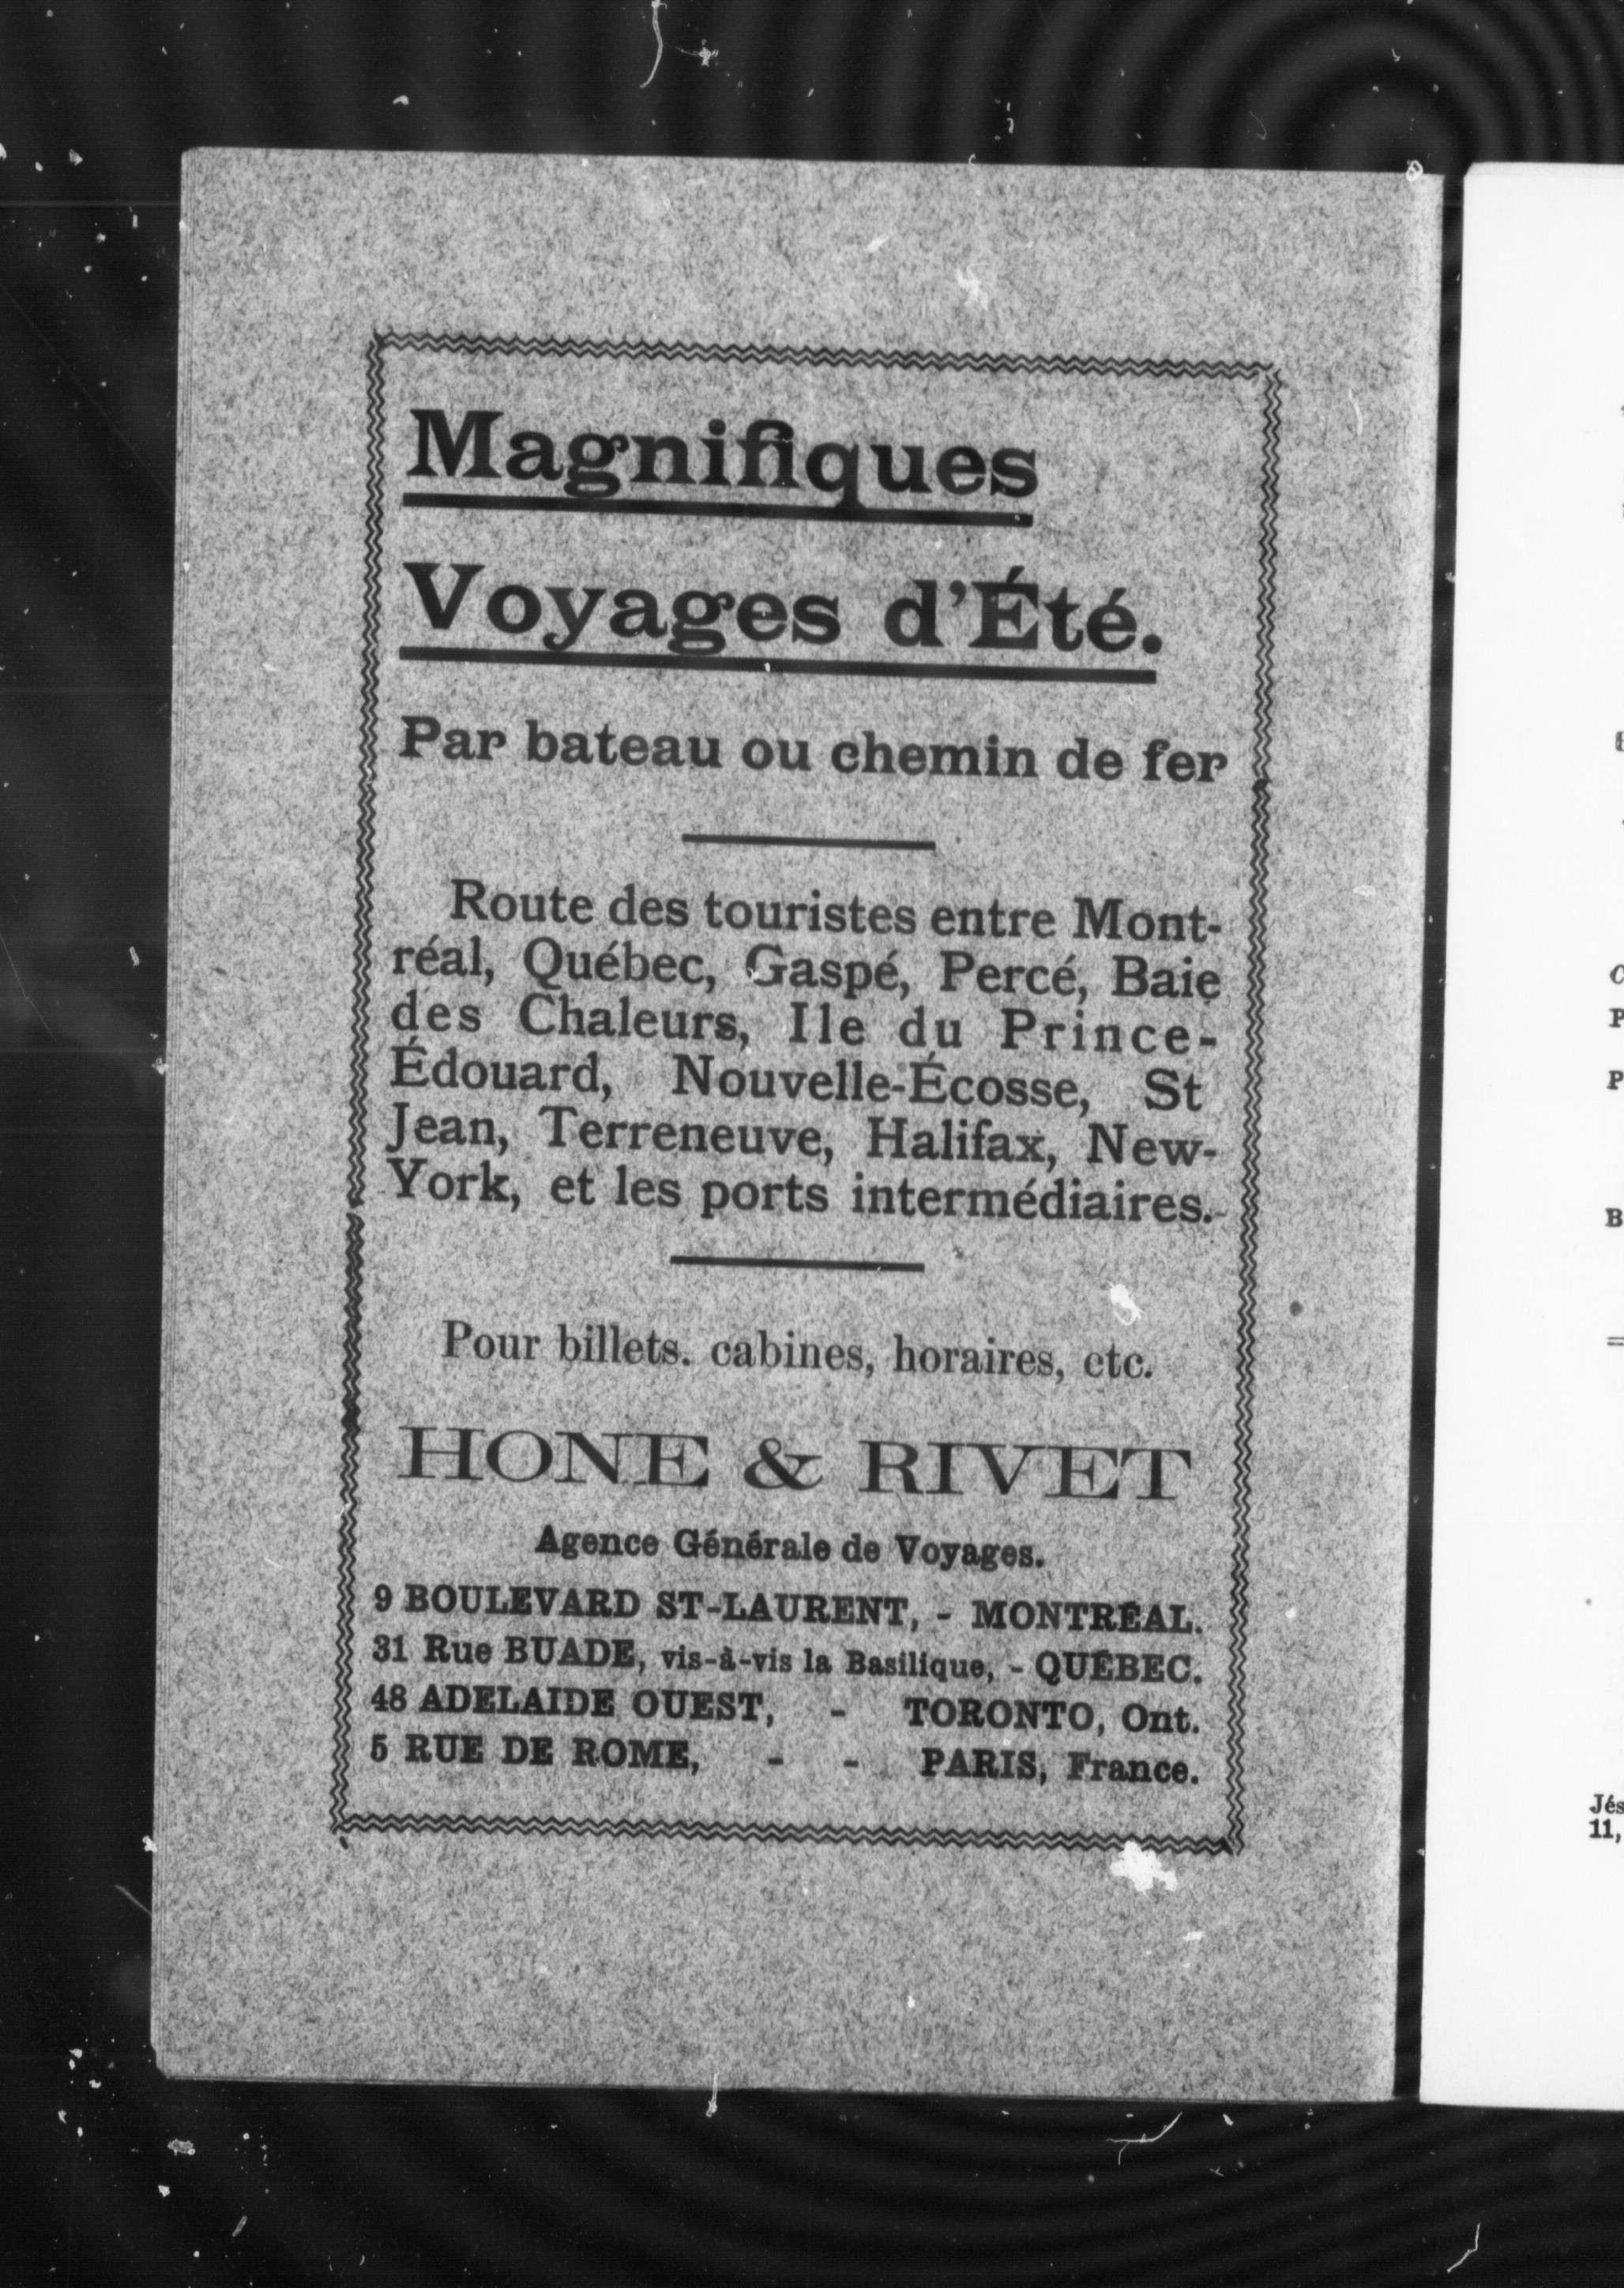 Magnifiques
Voyages d'Été.
Par bateau ou chemin de fer
Route des touristes entre Mont-
réal, Québec, Gaspé, Percé, Baie
des Chaleurs, Ile du Prince-
Édouard, Nouvelle-Écosse, St
Jean, Terreneuve, Halifax, New-
York, et les ports intermédiaires.
Pour billets. cabines, horaires, etc.
HONE & RIVET
Agence Générale de Voyages.
9 BOULEVARD ST-LAURENT, - MONTRÉAL.
31 Rue BUADE, vis-à-vis la Basilique, - QUÉBEC.
48 ADELAIDE OUEST, - TORONTO, Ont.
5 RUE DE ROME, - - PARIS, France.
Jés
11,